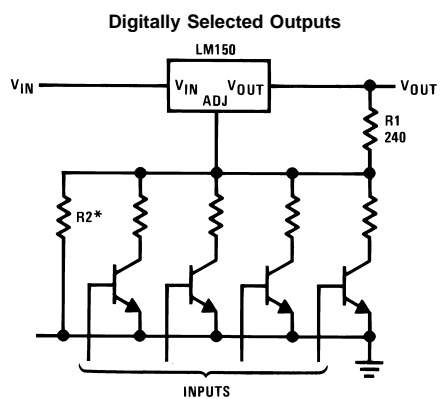 Digitally Selected Outputs
LM150
VIN
VIN
VOUT
VOUT
ADJ
R1
240
R2*
INPUTS